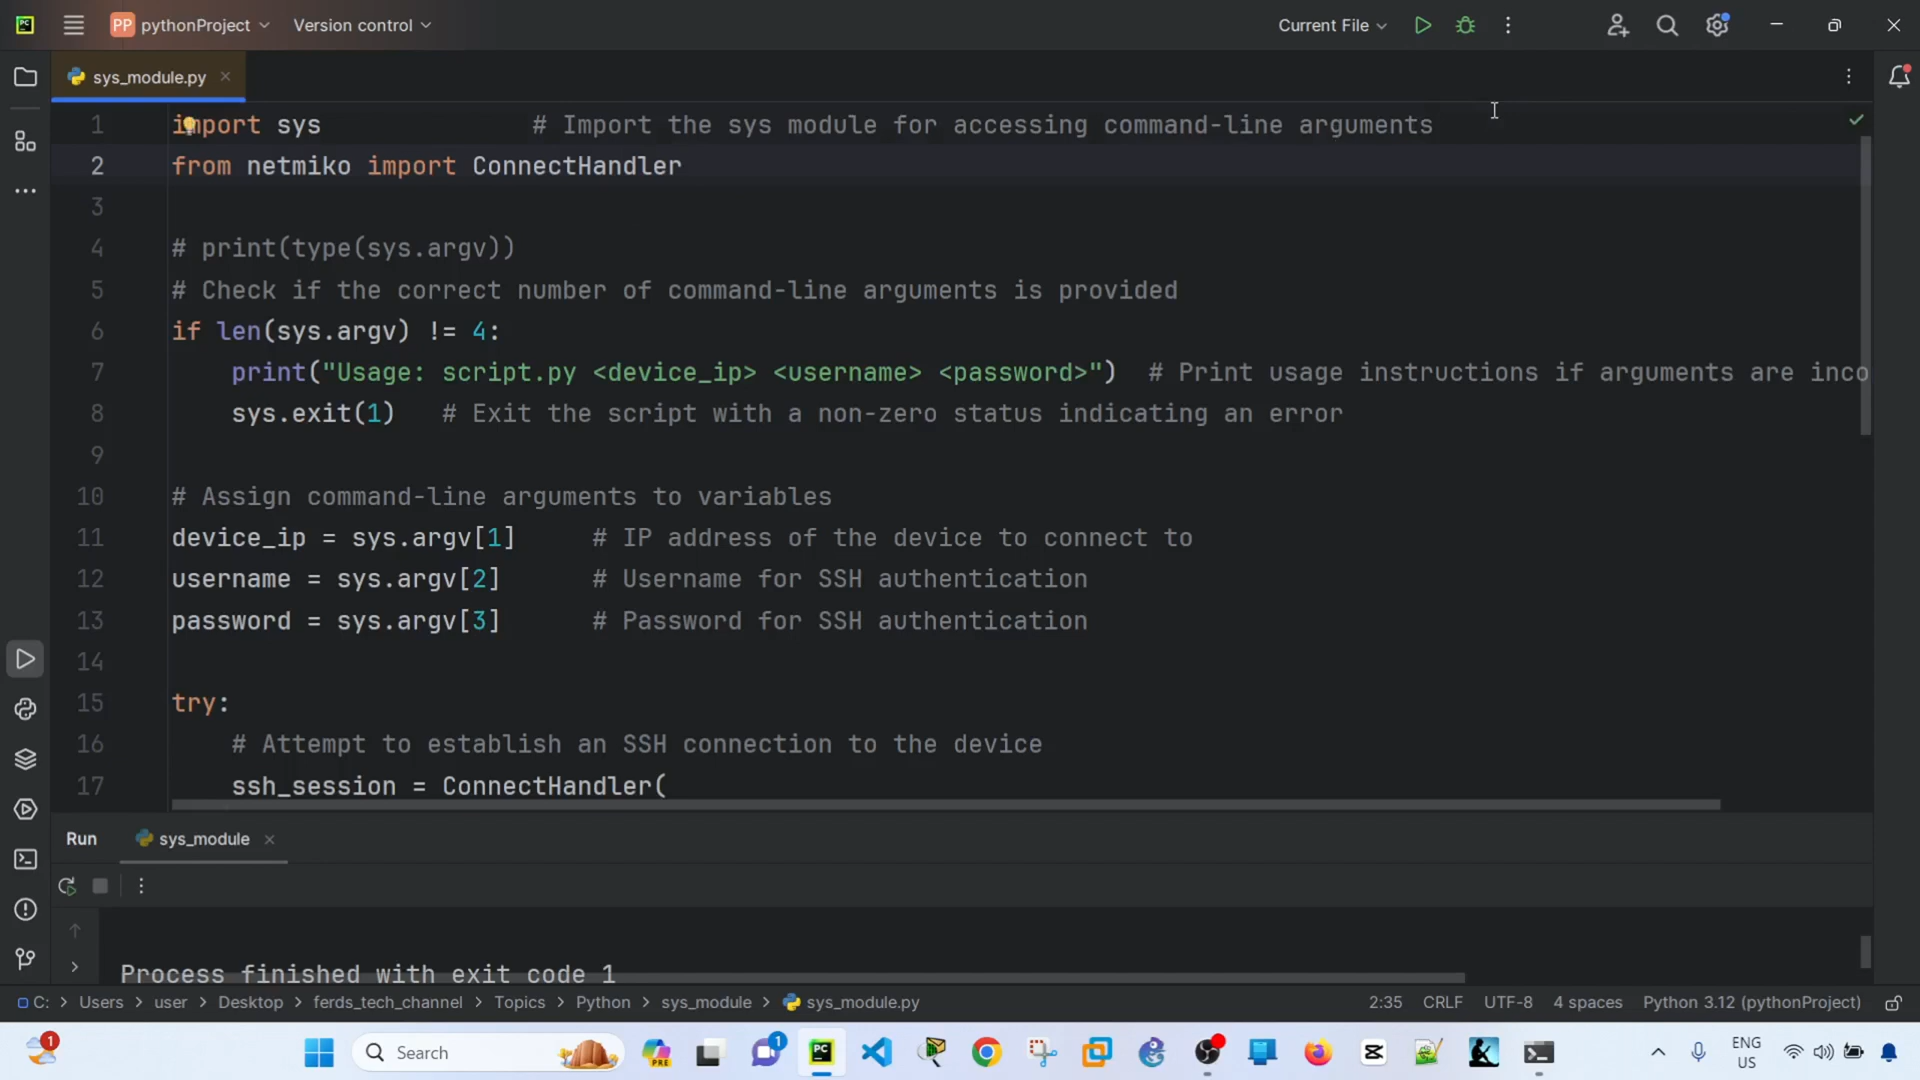 PC
PP pythonProject Version control Current File
sys_module.py
1 import sys # Import the sys module for accessing command-line arguments
2 from netmiko import ConnectHandler
3
4 # print(type(sys.argv))
5 # Check if the correct number of command-line arguments is provided
6 if len(sys.argv) != 4:
7 print("Usage: script.py <device_ip> <username> <password>") # Print usage instructions if arguments are inco
8 sys.exit(1) # Exit the script with a non-zero status indicating an error
9
10 # Assign command-line arguments to variables
11 device_ip = sys.argv[1] # IP address of the device to connect to
12 username = sys.argv[2] # Username for SSH authentication
13 password = sys.argv[3] # Password for SSH authentication
14
15 try:
16 # Attempt to establish an SSH connection to the device
17 ssh_session = ConnectHandler(
Run sys_module
Process finished with exit code 1
C: > Users > user > Desktop > ferds_tech_channel > Topics > Python > sys_module > sys_module.py 2:35 CRLF UTF-8 4 spaces Python 3.12 (pythonProject)
1 Search PRE 1 PC ENG
US